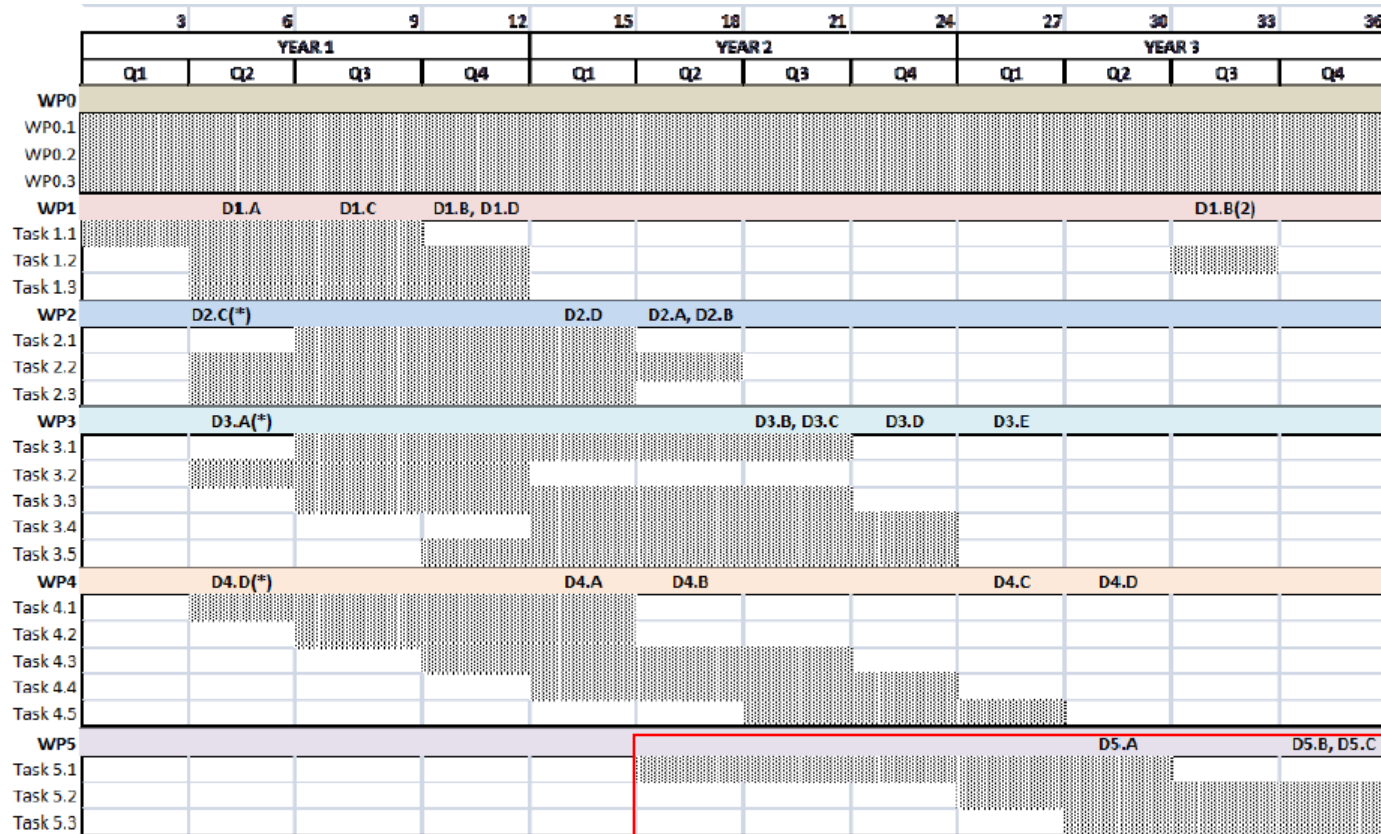 3 6 9 12 15 18 21 24 27 30 33 36
YEAR 1 YEAR 2 YEAR 3
Q1 Q2 Q3 Q4 Q1 Q2 Q3 Q4 Q1 Q2 Q3 Q4
WP0
WP0.1
WP0.2
WP0.3
WP1 D1.A D1.C D1.B, D1.D D1.B(2)
Task 1.1
Task 1.2
Task 1.3
WP2 D2.C(*) D2.D D2.A, D2.B
Task 2.1
Task 2.2
Task 2.3
WP3 D3.A(*) D3.B, D3.C D3.D D3.E
Task 3.1
Task 3.2
Task 3.3
Task 3.4
Task 3.5
WP4 D4.D(*) D4.A D4.B D4.C D4.D
Task 4.1
Task 4.2
Task 4.3
Task 4.4
Task 4.5
WP5 D5.A D5.B, D5.C
Task 5.1
Task 5.2
Task 5.3